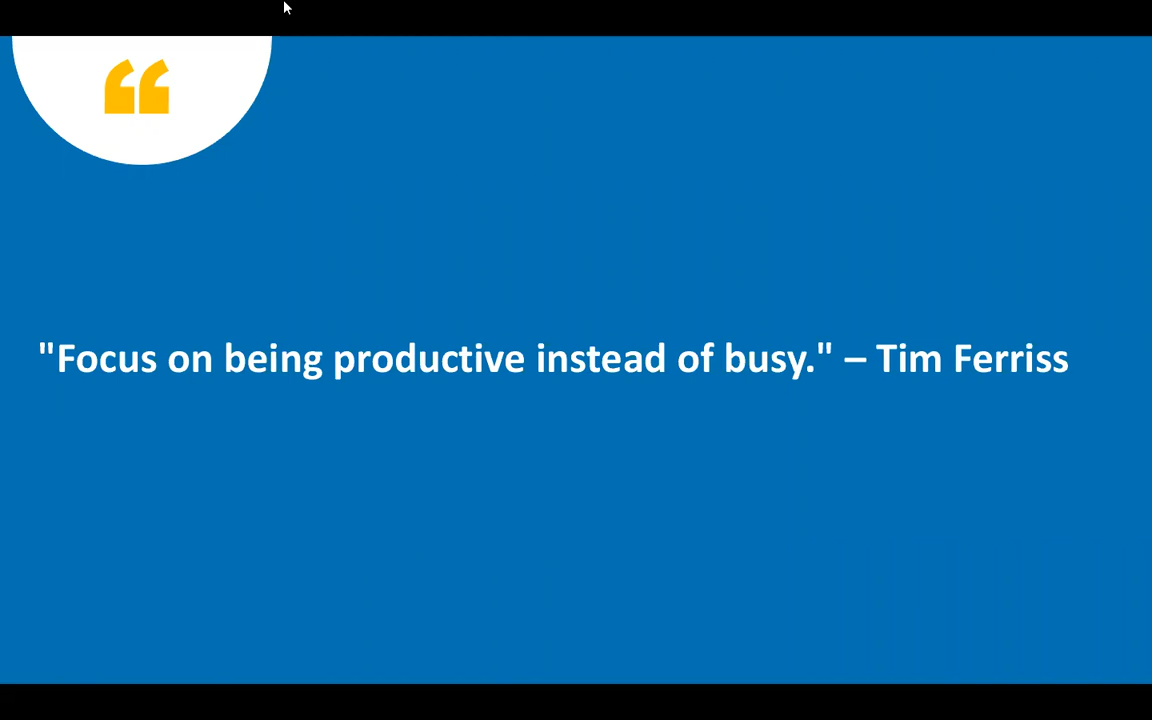 "Focus on being productive instead of busy." – Tim Ferriss